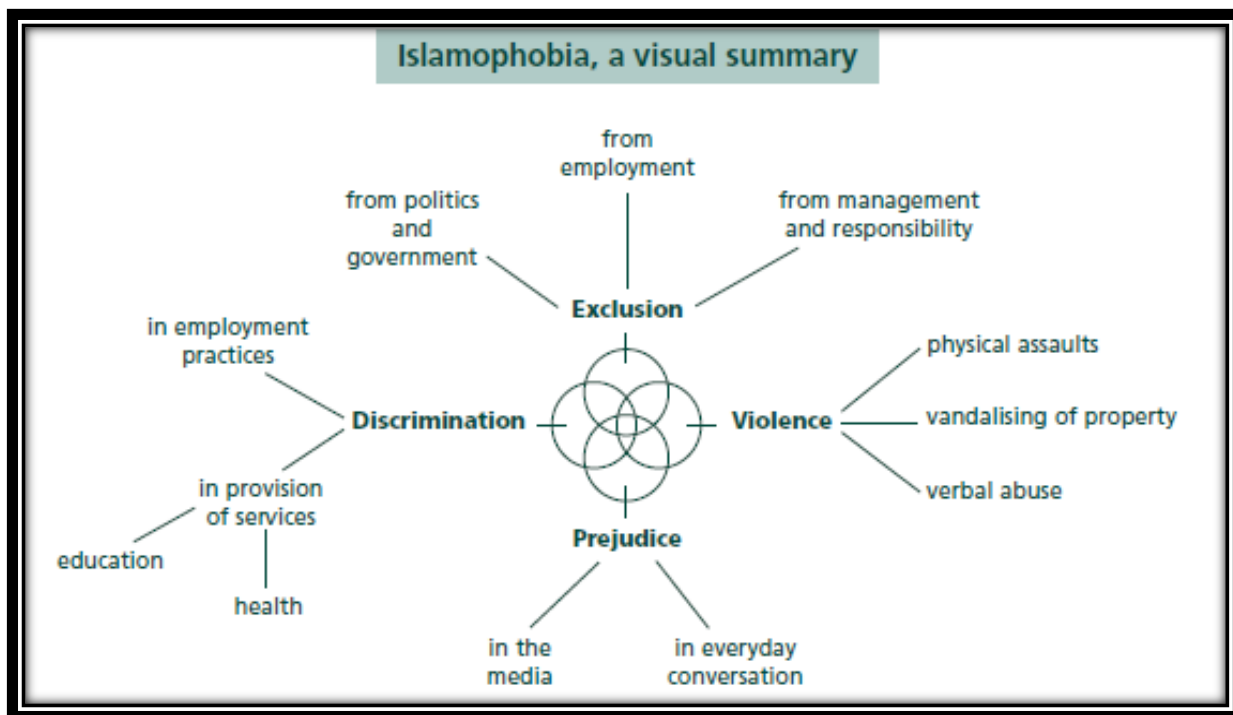 Islamophobia, a visual summary
from
employment
from politics
and
government
from management
and responsibility
Exclusion
in employment
practices
physical assaults
Discrimination
Violence
vandalising of property
in provision
of services
verbal abuse
education
health
Prejudice
in the
media
in everyday
conversation